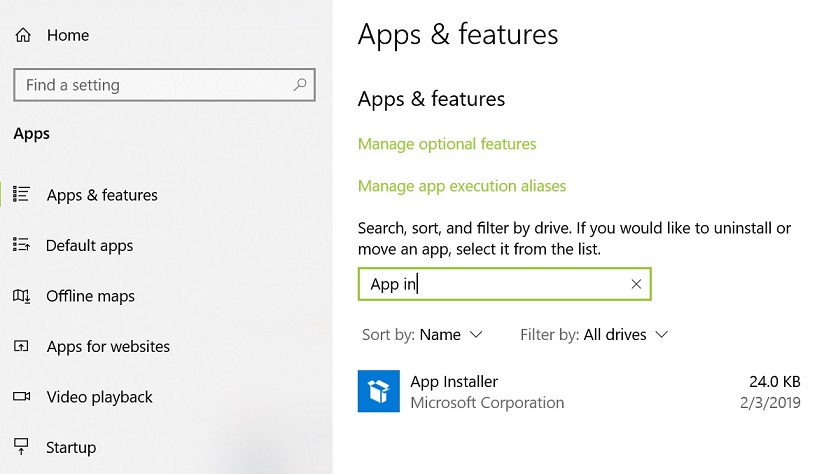 Home
Find a setting
Apps
Apps & features
Default apps
Offline maps
Apps for websites
Video playback
Startup
Apps & features
Apps & features
Manage optional features
Manage app execution aliases
Search, sort, and filter by drive. If you would like to uninstall or
move an app, select it from the list.
App in
Sort by: Name Filter by: All drives
App Installer 24.0 KB
Microsoft Corporation 2/3/2019